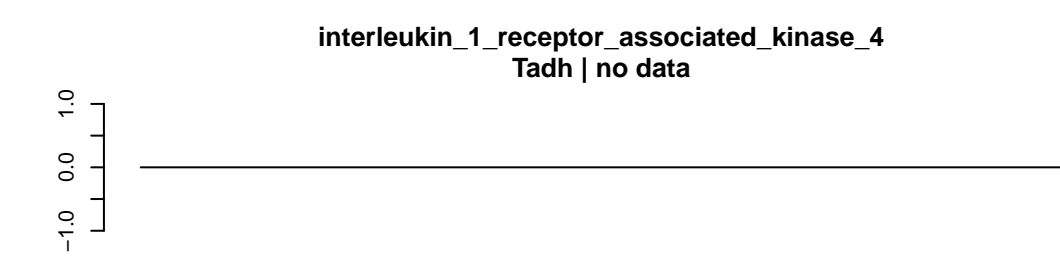 interleukin_1_receptor_associated_kinase_4
Tadh | no data
1.0
0.0
−1.0